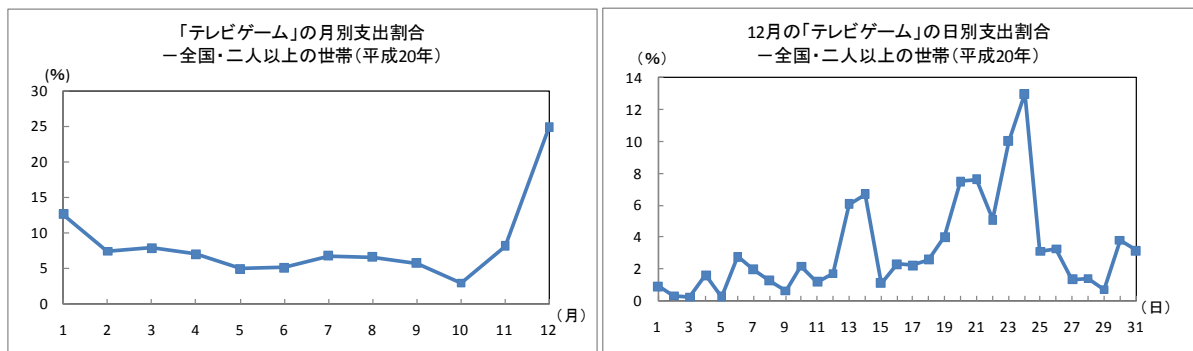 「テレビゲーム」の月別支出割合
－全国・二人以上の世帯（平成20年）
(%)
30
25
20
15
10
5
0
1 2 3 4 5 6 7 8 9 10 11 12
（月）
12月の「テレビゲーム」の日別支出割合
－全国・二人以上の世帯（平成20年）
（%）
14
12
10
8
6
4
2
0
1 3 5 7 9 11 13 15 17 19 21 23 25 27 29 31
（日）